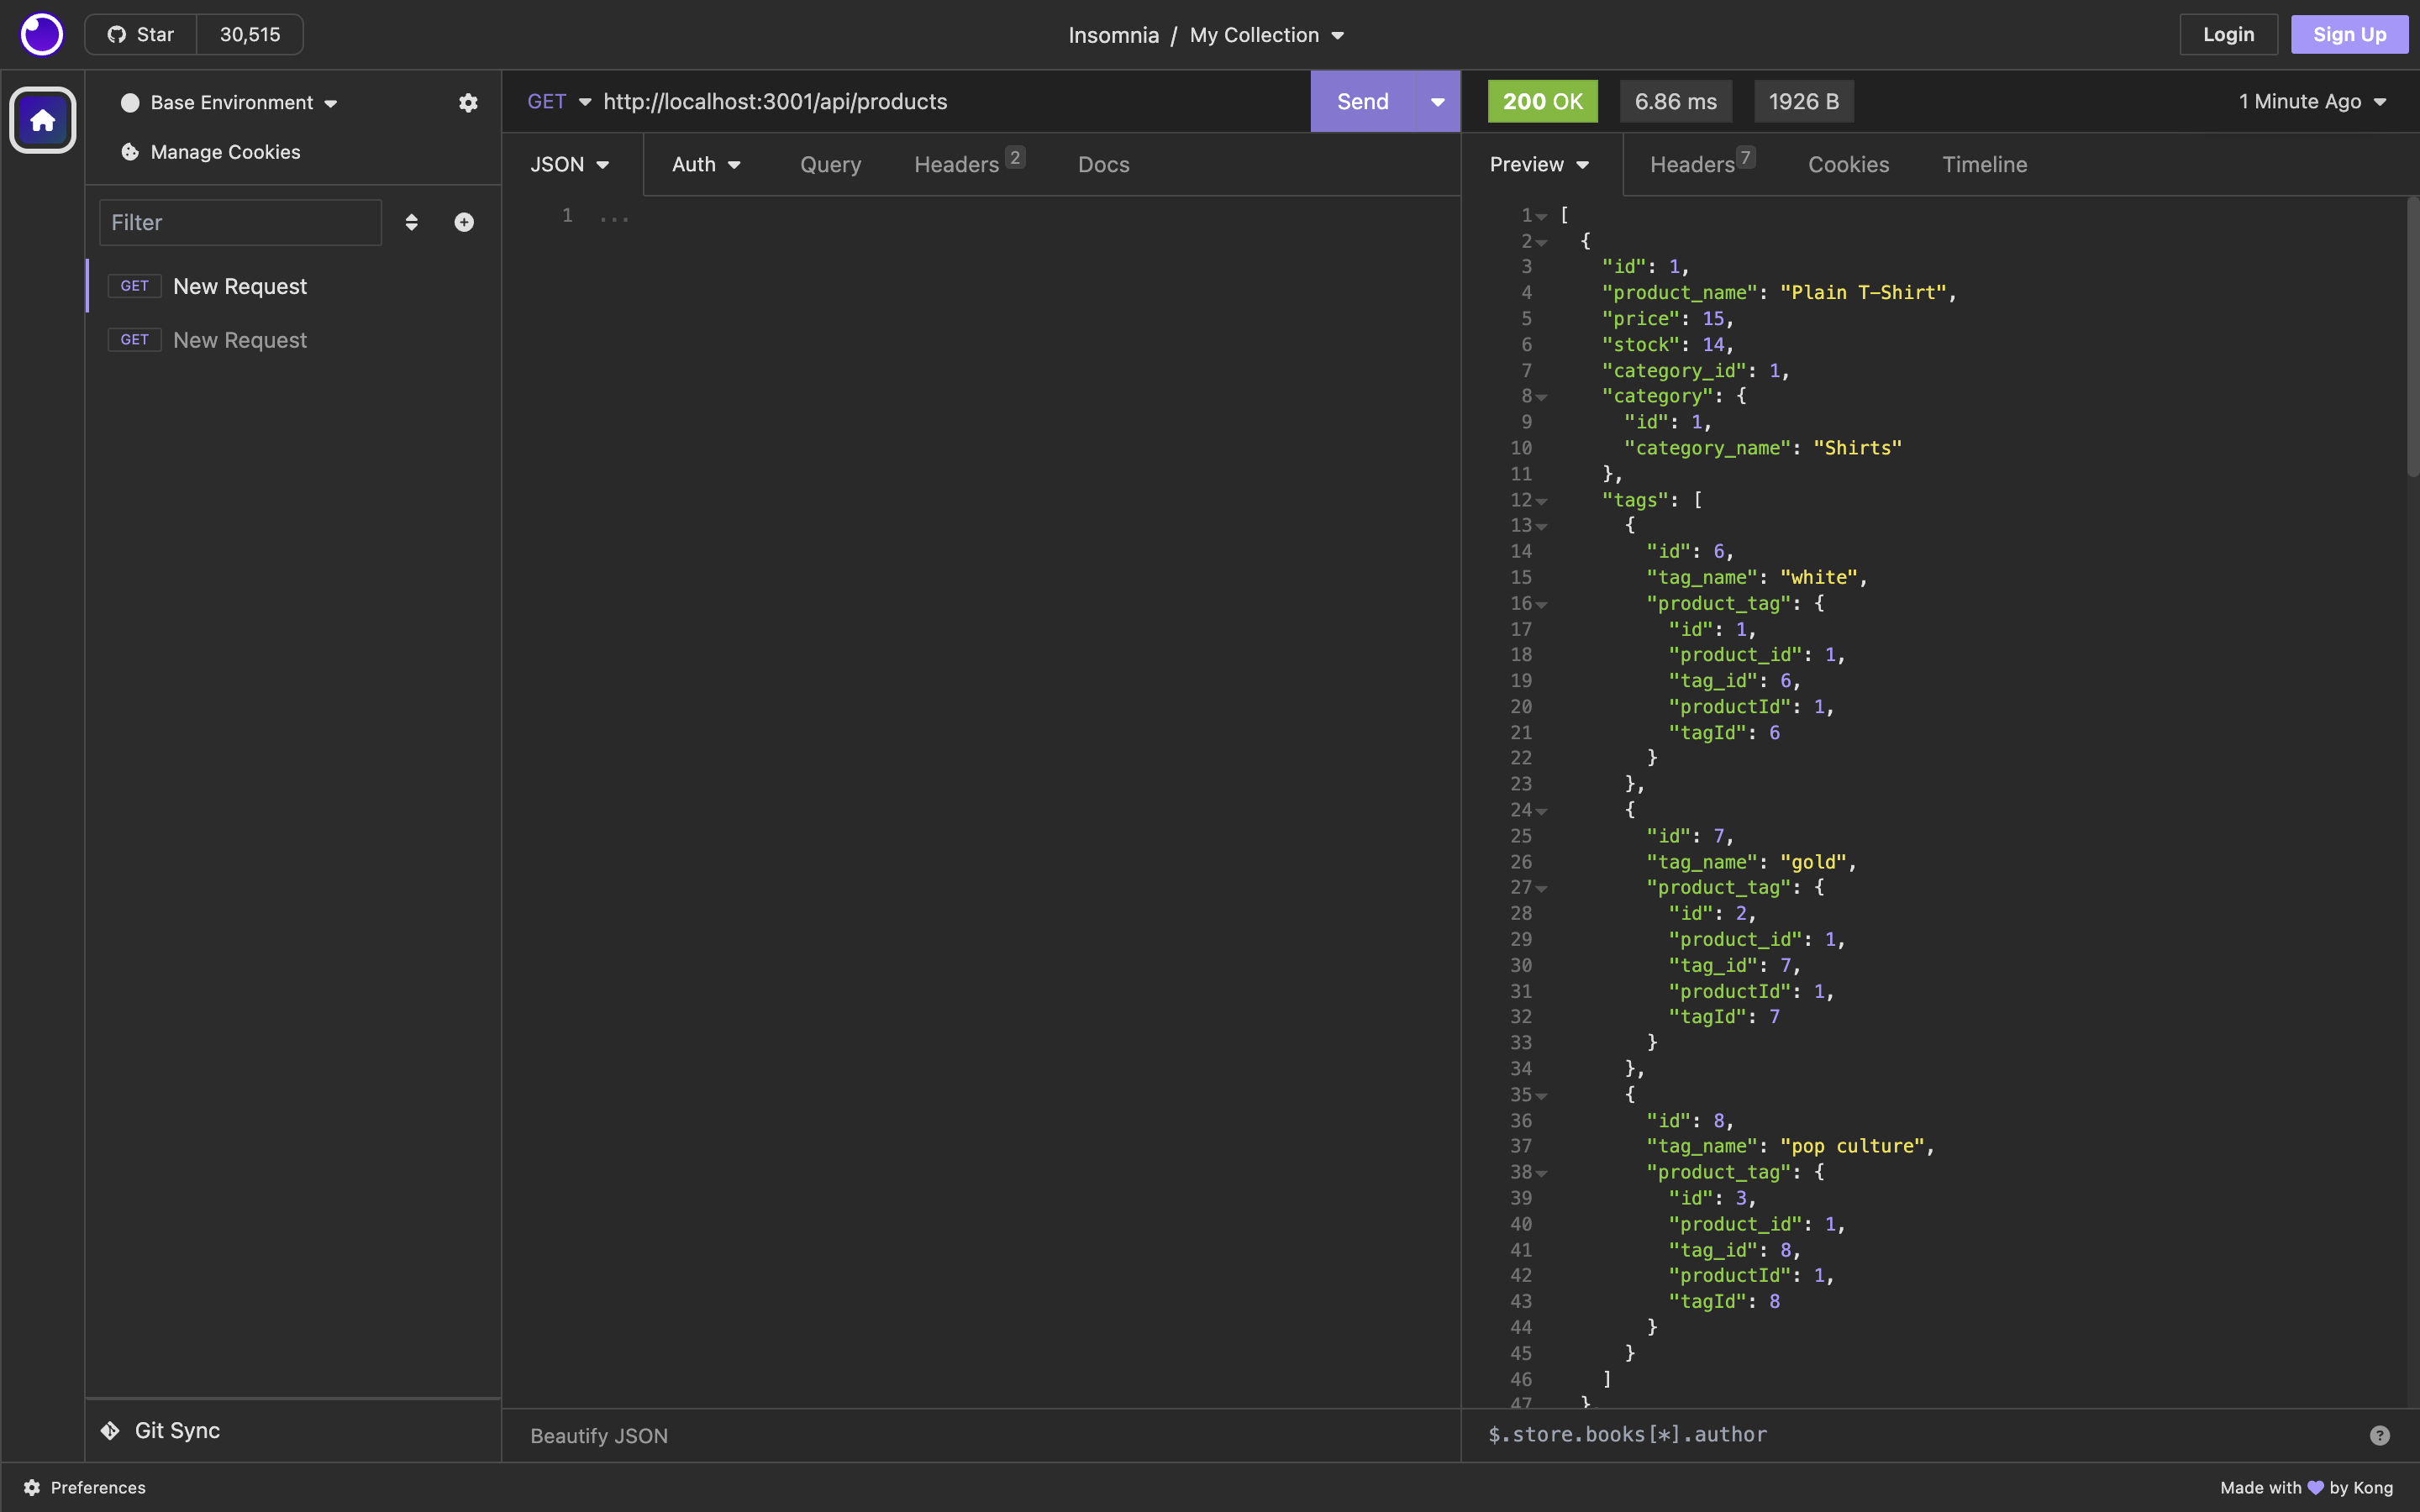 Star 30,515
Insomnia / My Collection
Login Sign Up
Base Environment
Manage Cookies
Filter
GET New Request
GET New Request
Git Sync
Preferences
GET http://localhost:3001/api/products Send
JSON Auth Query Headers 2 Docs
1 ...
Beautify JSON
200 OK 6.86 ms 1926 B 1 Minute Ago
Preview Headers 7 Cookies Timeline
1 [
2 {
3 "id": 1,
4 "product_name": "Plain T-Shirt",
5 "price": 15,
6 "stock": 14,
7 "category_id": 1,
8 "category": {
9 "id": 1,
10 "category_name": "Shirts"
11 },
12 "tags": [
13 {
14 "id": 6,
15 "tag_name": "white",
16 "product_tag": {
17 "id": 1,
18 "product_id": 1,
19 "tag_id": 6,
20 "productId": 1,
21 "tagId": 6
22 }
23 },
24 {
25 "id": 7,
26 "tag_name": "gold",
27 "product_tag": {
28 "id": 2,
29 "product_id": 1,
30 "tag_id": 7,
31 "productId": 1,
32 "tagId": 7
33 }
34 },
35 {
36 "id": 8,
37 "tag_name": "pop culture",
38 "product_tag": {
39 "id": 3,
40 "product_id": 1,
41 "tag_id": 8,
42 "productId": 1,
43 "tagId": 8
44 }
45 }
46 ]
47 }
$.store.books[*].author
Made with 💜 by Kong